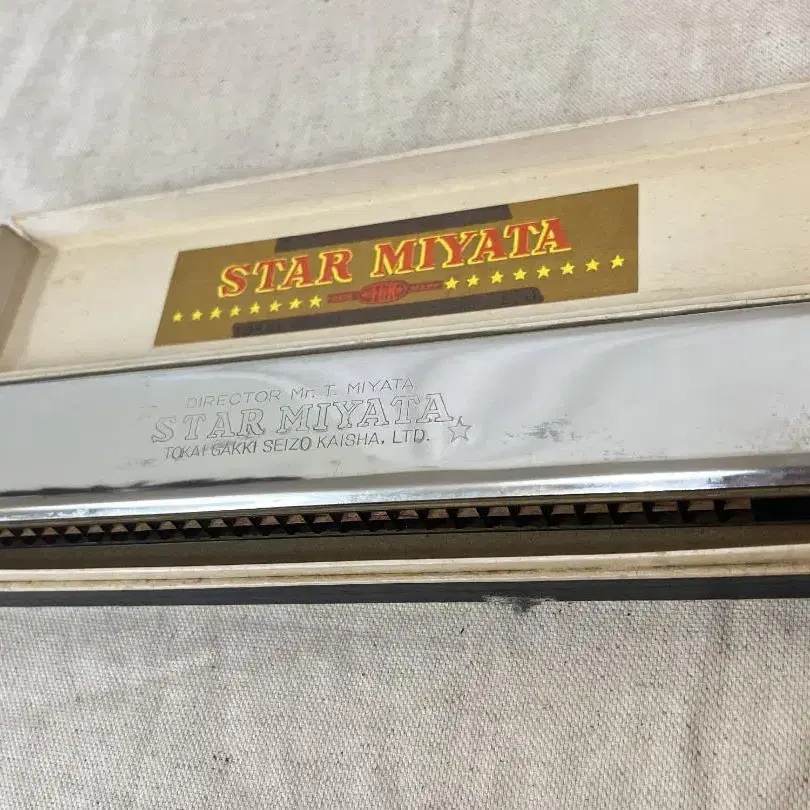 STAR MIYATA
DIRECTOR Mr. T. MIYATA
STAR MIYATA
TOKAI GAKKI SEIZO KAISHA, LTD.